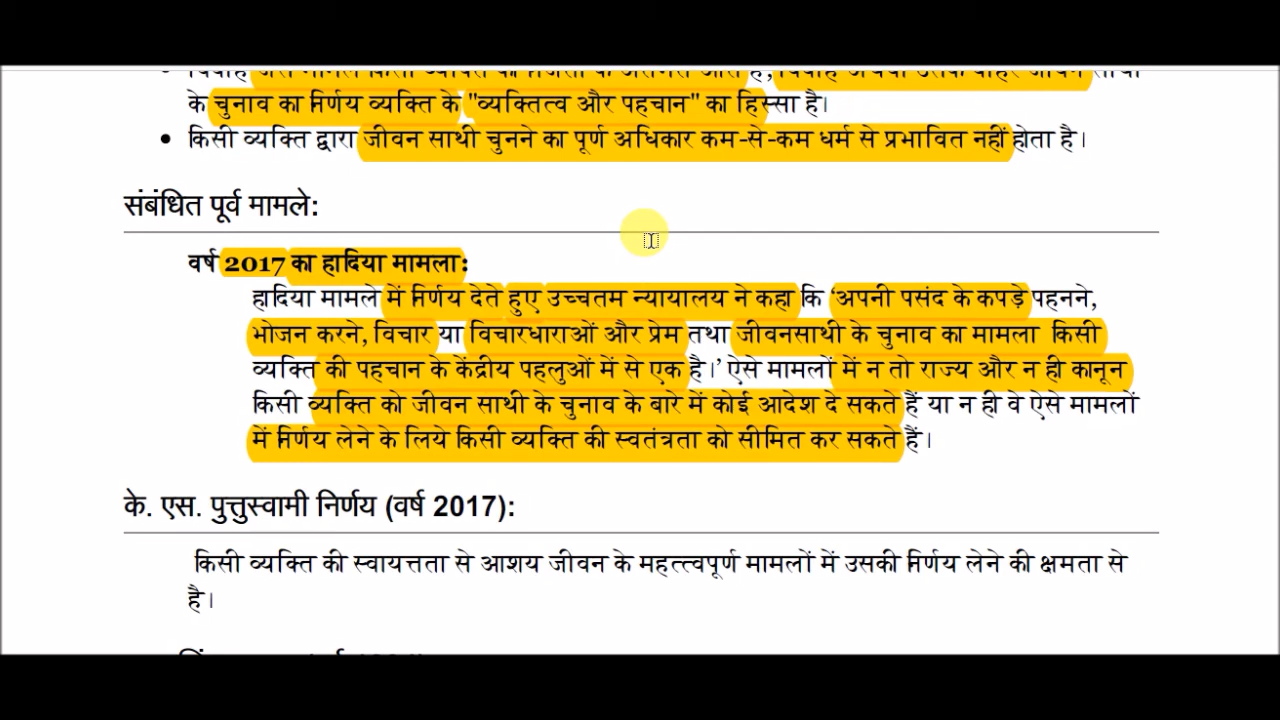 के चुनाव का निर्णय व्यक्ति के "व्यक्तित्व और पहचान" का हिस्सा है।
• किसी व्यक्ति द्वारा जीवन साथी चुनने का पूर्ण अधिकार कम-से-कम धर्म से प्रभावित नहीं होता है।
संबंधित पूर्व मामले:
वर्ष 2017 का हादिया मामला:
हादिया मामले में निर्णय देते हुए उच्चतम न्यायालय ने कहा कि 'अपनी पसंद के कपड़े पहनने,
भोजन करने, विचार या विचारधाराओं और प्रेम तथा जीवनसाथी के चुनाव का मामला किसी
व्यक्ति की पहचान के केंद्रीय पहलुओं में से एक है।' ऐसे मामलों में न तो राज्य और न ही कानून
किसी व्यक्ति को जीवन साथी के चुनाव के बारे में कोई आदेश दे सकते हैं या न ही वे ऐसे मामलों
में निर्णय लेने के लिये किसी व्यक्ति की स्वतंत्रता को सीमित कर सकते हैं।
के. एस. पुत्तुस्वामी निर्णय (वर्ष 2017):
किसी व्यक्ति की स्वायत्तता से आशय जीवन के महत्त्वपूर्ण मामलों में उसकी निर्णय लेने की क्षमता से
है।